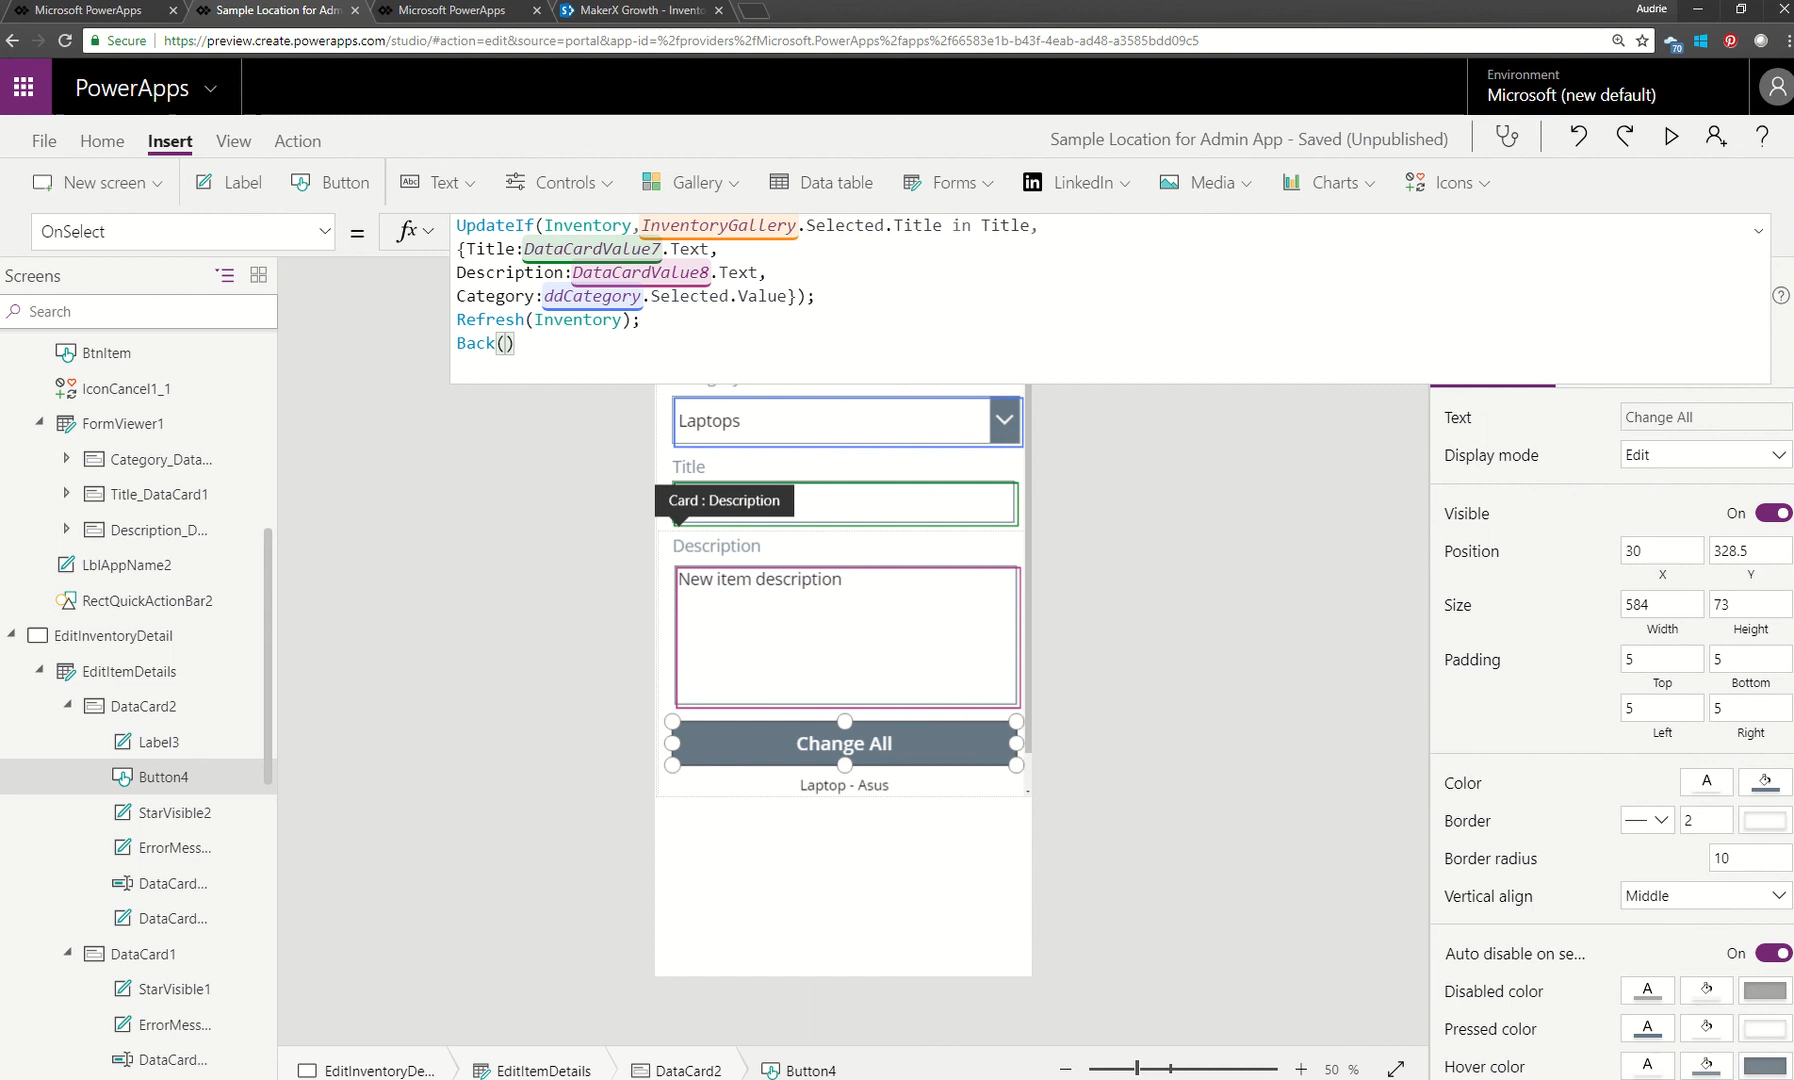 Microsoft PowerApps
Sample Location for Adm
Microsoft PowerApps
MakerX Growth - Invento
Audrie
Secure
https://preview.create.powerapps.com/studio/#action=edit&source=portal&app-id=%2fproviders%2fMicrosoft.PowerApps%2fapps%2f66583e1b-b43f-4eab-ad48-a3585bdd09c5
70
PowerApps
Environment
Microsoft (new default)
File
Home
Insert
View
Action
Sample Location for Admin App - Saved (Unpublished)
?
New screen
Label
Button
Abc
Text
Controls
Gallery
Data table
Forms
in
LinkedIn
Media
Charts
Icons
OnSelect
=
fx
UpdateIf(Inventory,InventoryGallery.Selected.Title in Title,
{Title:DataCardValue7.Text,
Description:DataCardValue8.Text,
Category:ddCategory.Selected.Value});
Refresh(Inventory);
Back()
Screens
Search
BtnItem
IconCancel1_1
FormViewer1
Category_Data...
Title_DataCard1
Description_D...
LblAppName2
RectQuickActionBar2
EditInventoryDetail
EditItemDetails
DataCard2
Label3
Button4
StarVisible2
ErrorMess...
DataCard...
DataCard...
DataCard1
StarVisible1
ErrorMess...
DataCard...
Laptops
Title
Card : Description
Description
New item description
Change All
Laptop - Asus
Text
Change All
Display mode
Edit
Visible
On
Position
30
328.5
X
Y
Size
584
73
Width
Height
Padding
5
5
Top
Bottom
5
5
Left
Right
Color
A
Border
2
Border radius
10
Vertical align
Middle
Auto disable on se...
On
Disabled color
A
Pressed color
A
Hover color
A
EditInventoryDe...
EditItemDetails
DataCard2
Button4
50 %